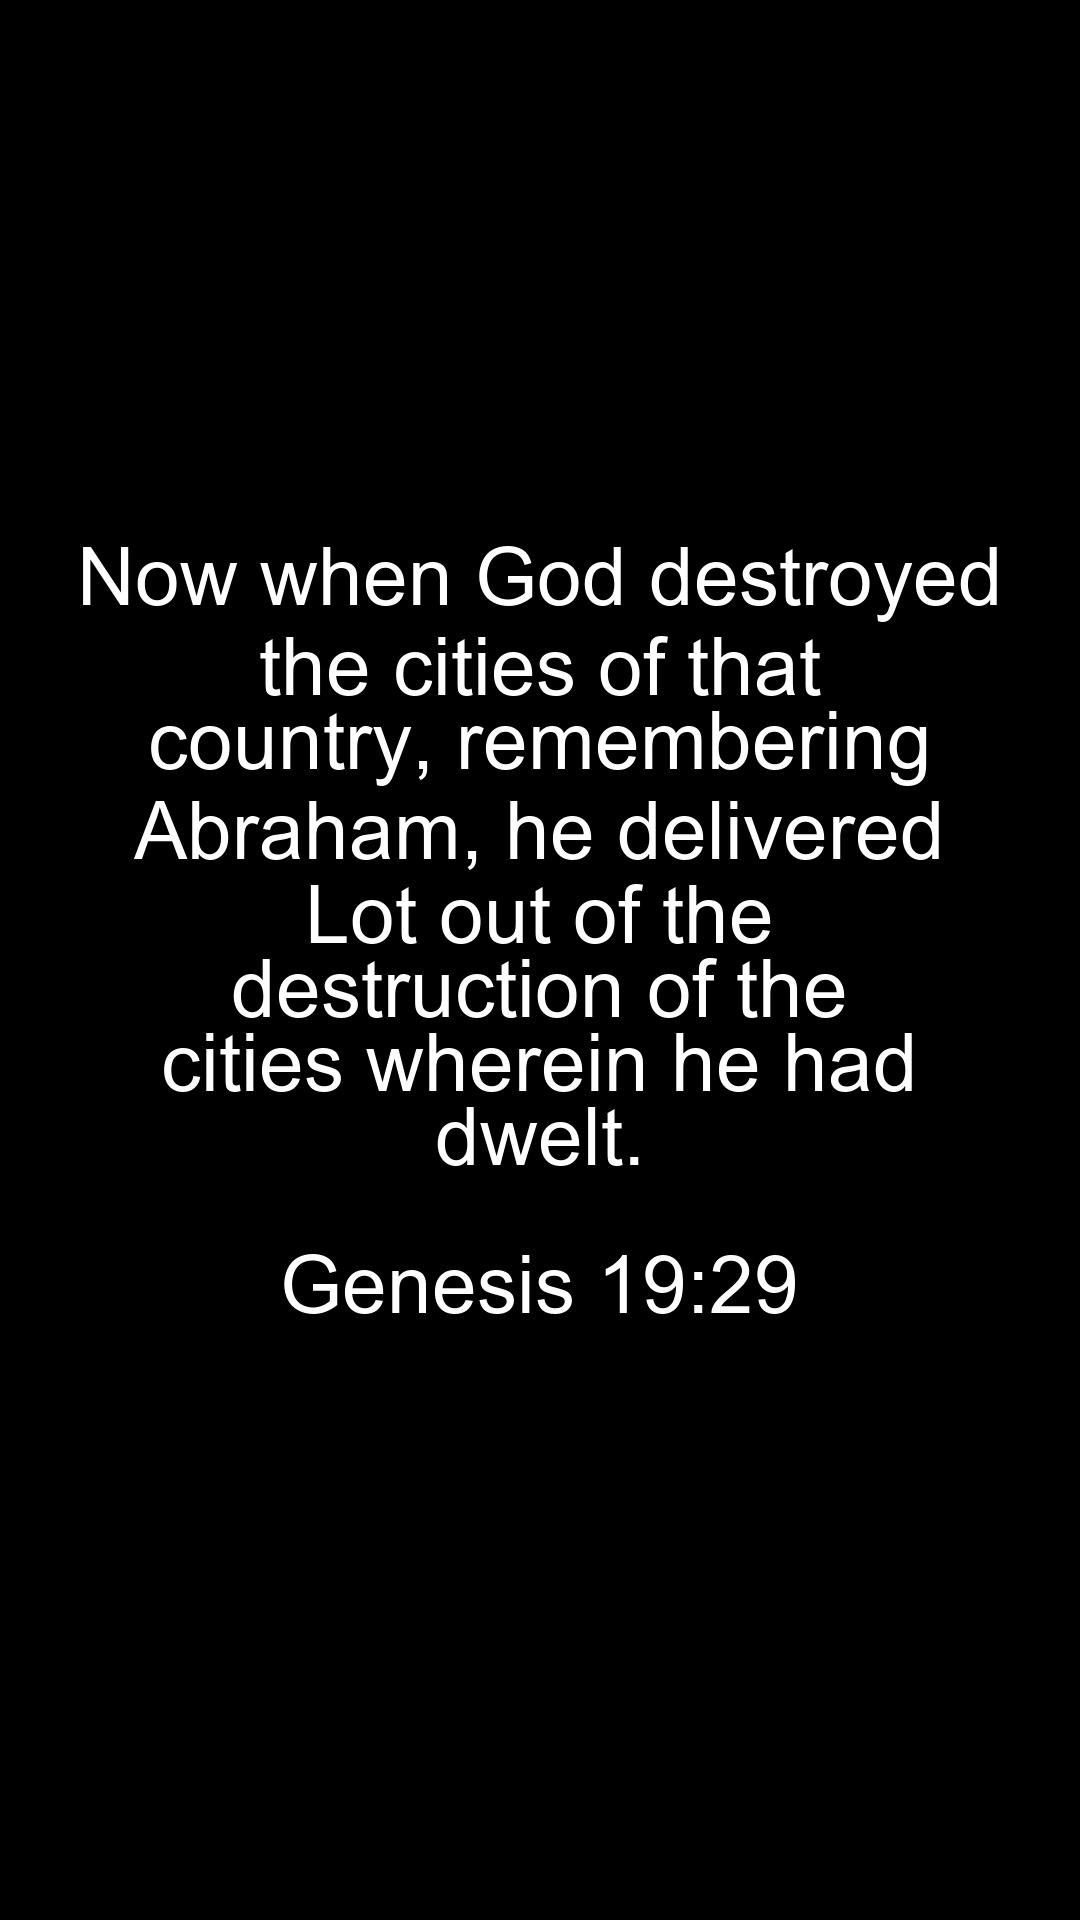 Now when God destroyed
the cities of that
country, remembering
Abraham, he delivered
Lot out of the
destruction of the
cities wherein he had
dwelt.
Genesis 19:29